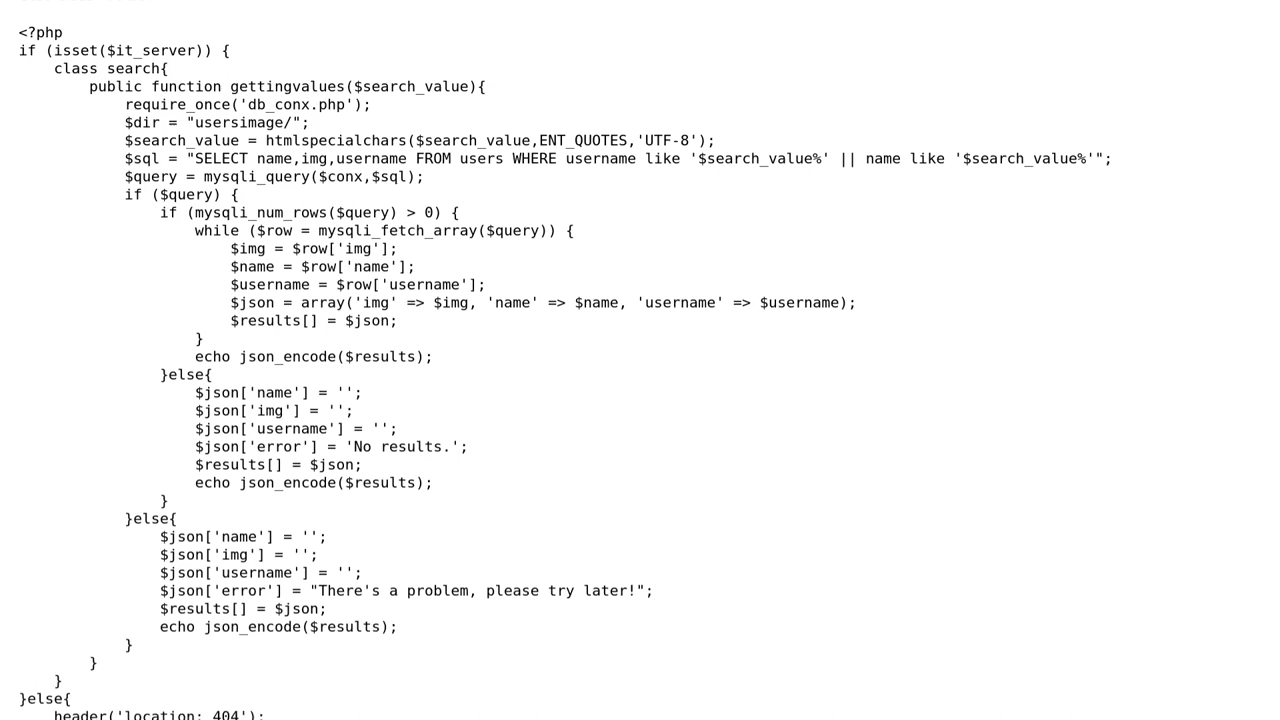 <?php
if (isset($it_server)) {
    class search{
        public function gettingvalues($search_value){
            require_once('db_conx.php');
            $dir = "usersimage/";
            $search_value = htmlspecialchars($search_value,ENT_QUOTES,'UTF-8');
            $sql = "SELECT name,img,username FROM users WHERE username like '$search_value%' || name like '$search_value%'";
            $query = mysqli_query($conx,$sql);
            if ($query) {
                if (mysqli_num_rows($query) > 0) {
                    while ($row = mysqli_fetch_array($query)) {
                        $img = $row['img'];
                        $name = $row['name'];
                        $username = $row['username'];
                        $json = array('img' => $img, 'name' => $name, 'username' => $username);
                        $results[] = $json;
                    }
                    echo json_encode($results);
                }else{
                    $json['name'] = '';
                    $json['img'] = '';
                    $json['username'] = '';
                    $json['error'] = 'No results.';
                    $results[] = $json;
                    echo json_encode($results);
                }
            }else{
                $json['name'] = '';
                $json['img'] = '';
                $json['username'] = '';
                $json['error'] = "There's a problem, please try later!";
                $results[] = $json;
                echo json_encode($results);
            }
        }
    }
}else{
    header('location: 404');